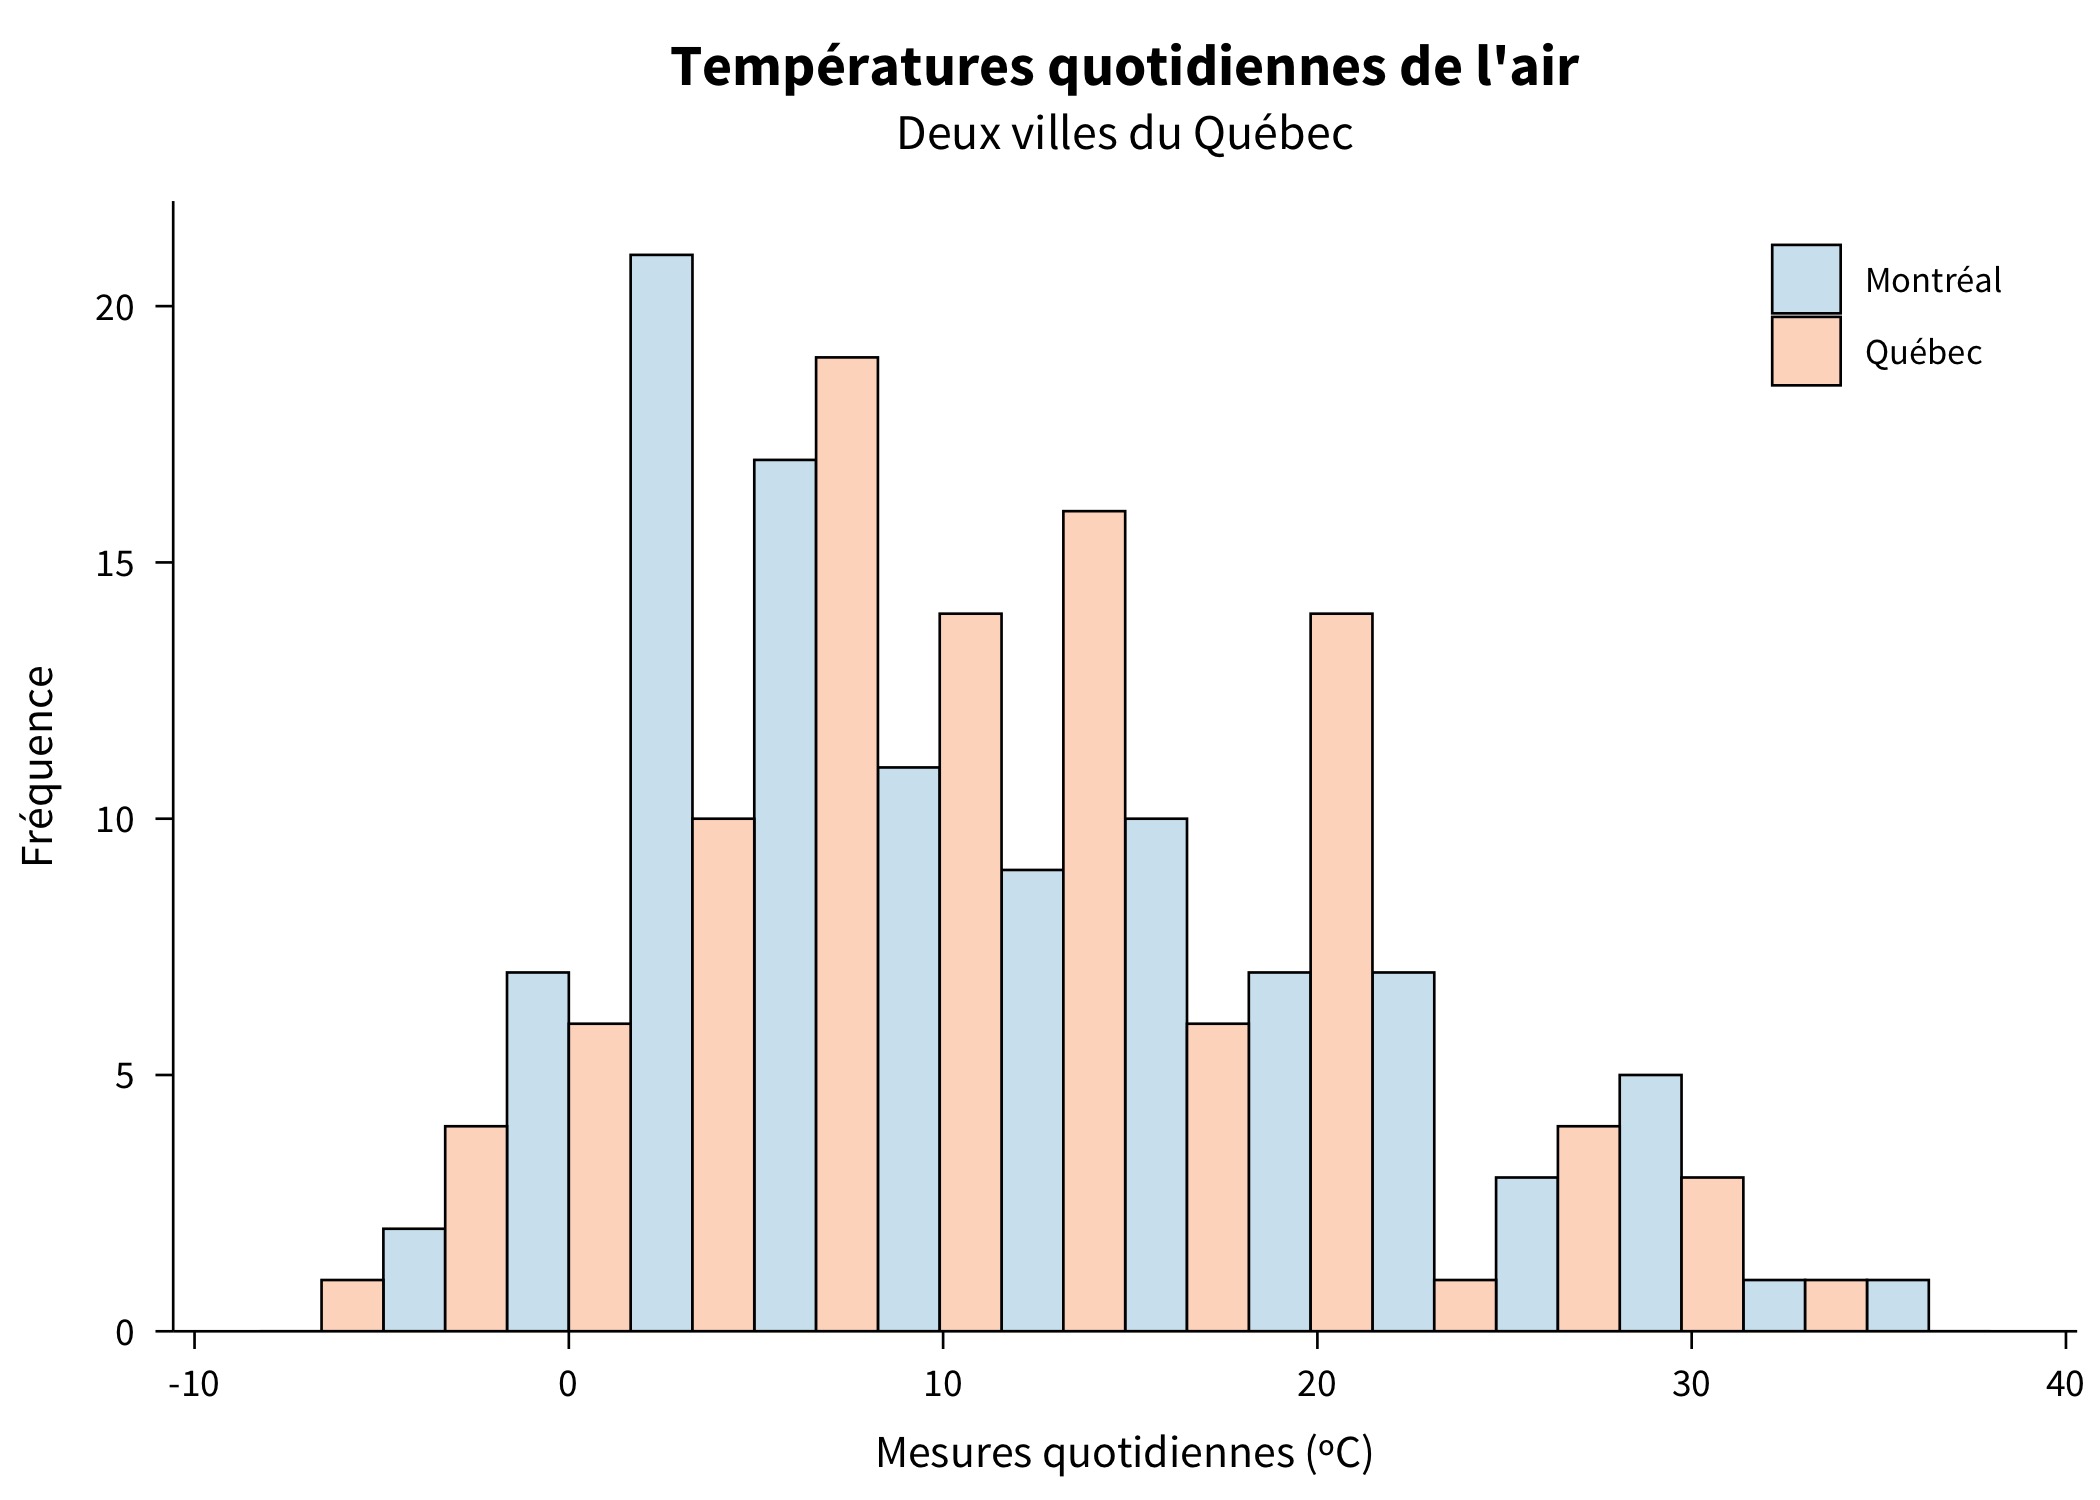 Températures quotidiennes de l'air
Deux villes du Québec
Montréal
Québec
Fréquence
20
15
10
5
0
-10 0 10 20 30 40
Mesures quotidiennes (ºC)